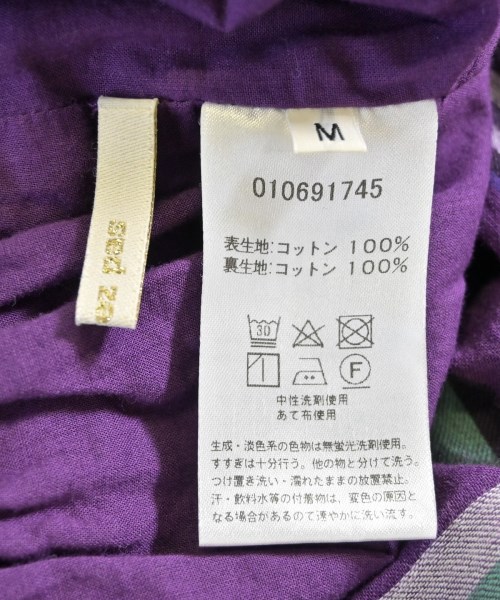 M
010691745
表生地:コットン 100%
裏生地:コットン 100%
30
F
中性洗剤使用
あて布使用
生成・淡色系の色物は無蛍光洗剤使用。
すすぎは十分行う。他の物と分けて洗う。
つけ置き洗い・濡れたままの放置禁止。
汗・飲料水等の付着物は、変色の原因と
なる場合があるので速やかに洗い流す。